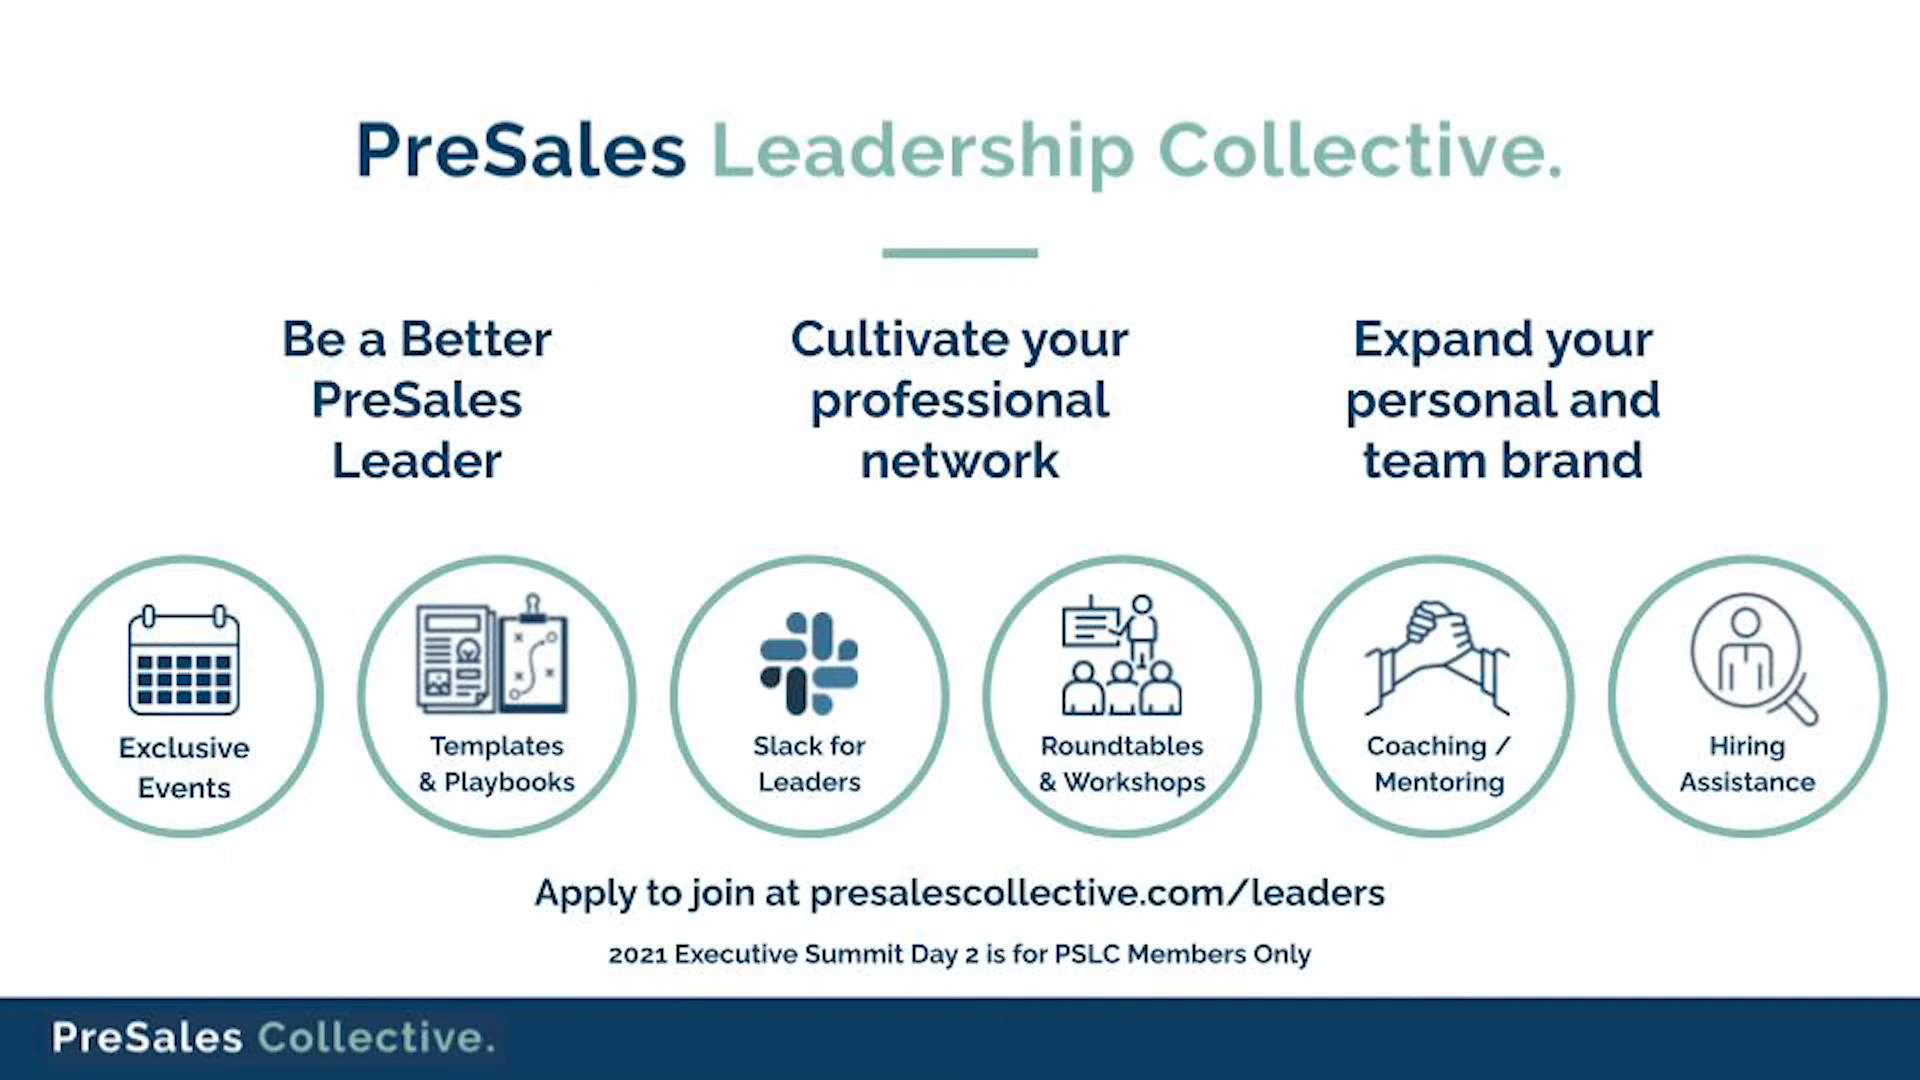 PreSales Leadership Collective.
Be a Better
PreSales
Leader
Cultivate your
professional
network
Expand your
personal and
team brand
Exclusive
Events
Templates
& Playbooks
Slack for
Leaders
Roundtables
& Workshops
Coaching /
Mentoring
Hiring
Assistance
Apply to join at presalescollective.com/leaders
2021 Executive Summit Day 2 is for PSLC Members Only
PreSales Collective.